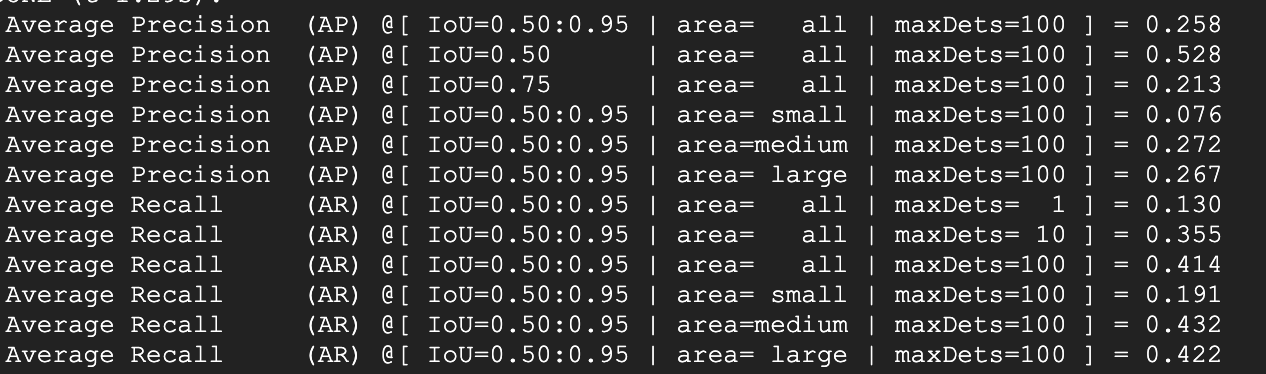 Average Precision  (AP) @[ IoU=0.50:0.95 | area=   all | maxDets=100 ] = 0.258
Average Precision  (AP) @[ IoU=0.50      | area=   all | maxDets=100 ] = 0.528
Average Precision  (AP) @[ IoU=0.75      | area=   all | maxDets=100 ] = 0.213
Average Precision  (AP) @[ IoU=0.50:0.95 | area= small | maxDets=100 ] = 0.076
Average Precision  (AP) @[ IoU=0.50:0.95 | area=medium | maxDets=100 ] = 0.272
Average Precision  (AP) @[ IoU=0.50:0.95 | area= large | maxDets=100 ] = 0.267
Average Recall     (AR) @[ IoU=0.50:0.95 | area=   all | maxDets=  1 ] = 0.130
Average Recall     (AR) @[ IoU=0.50:0.95 | area=   all | maxDets= 10 ] = 0.355
Average Recall     (AR) @[ IoU=0.50:0.95 | area=   all | maxDets=100 ] = 0.414
Average Recall     (AR) @[ IoU=0.50:0.95 | area= small | maxDets=100 ] = 0.191
Average Recall     (AR) @[ IoU=0.50:0.95 | area=medium | maxDets=100 ] = 0.432
Average Recall     (AR) @[ IoU=0.50:0.95 | area= large | maxDets=100 ] = 0.422